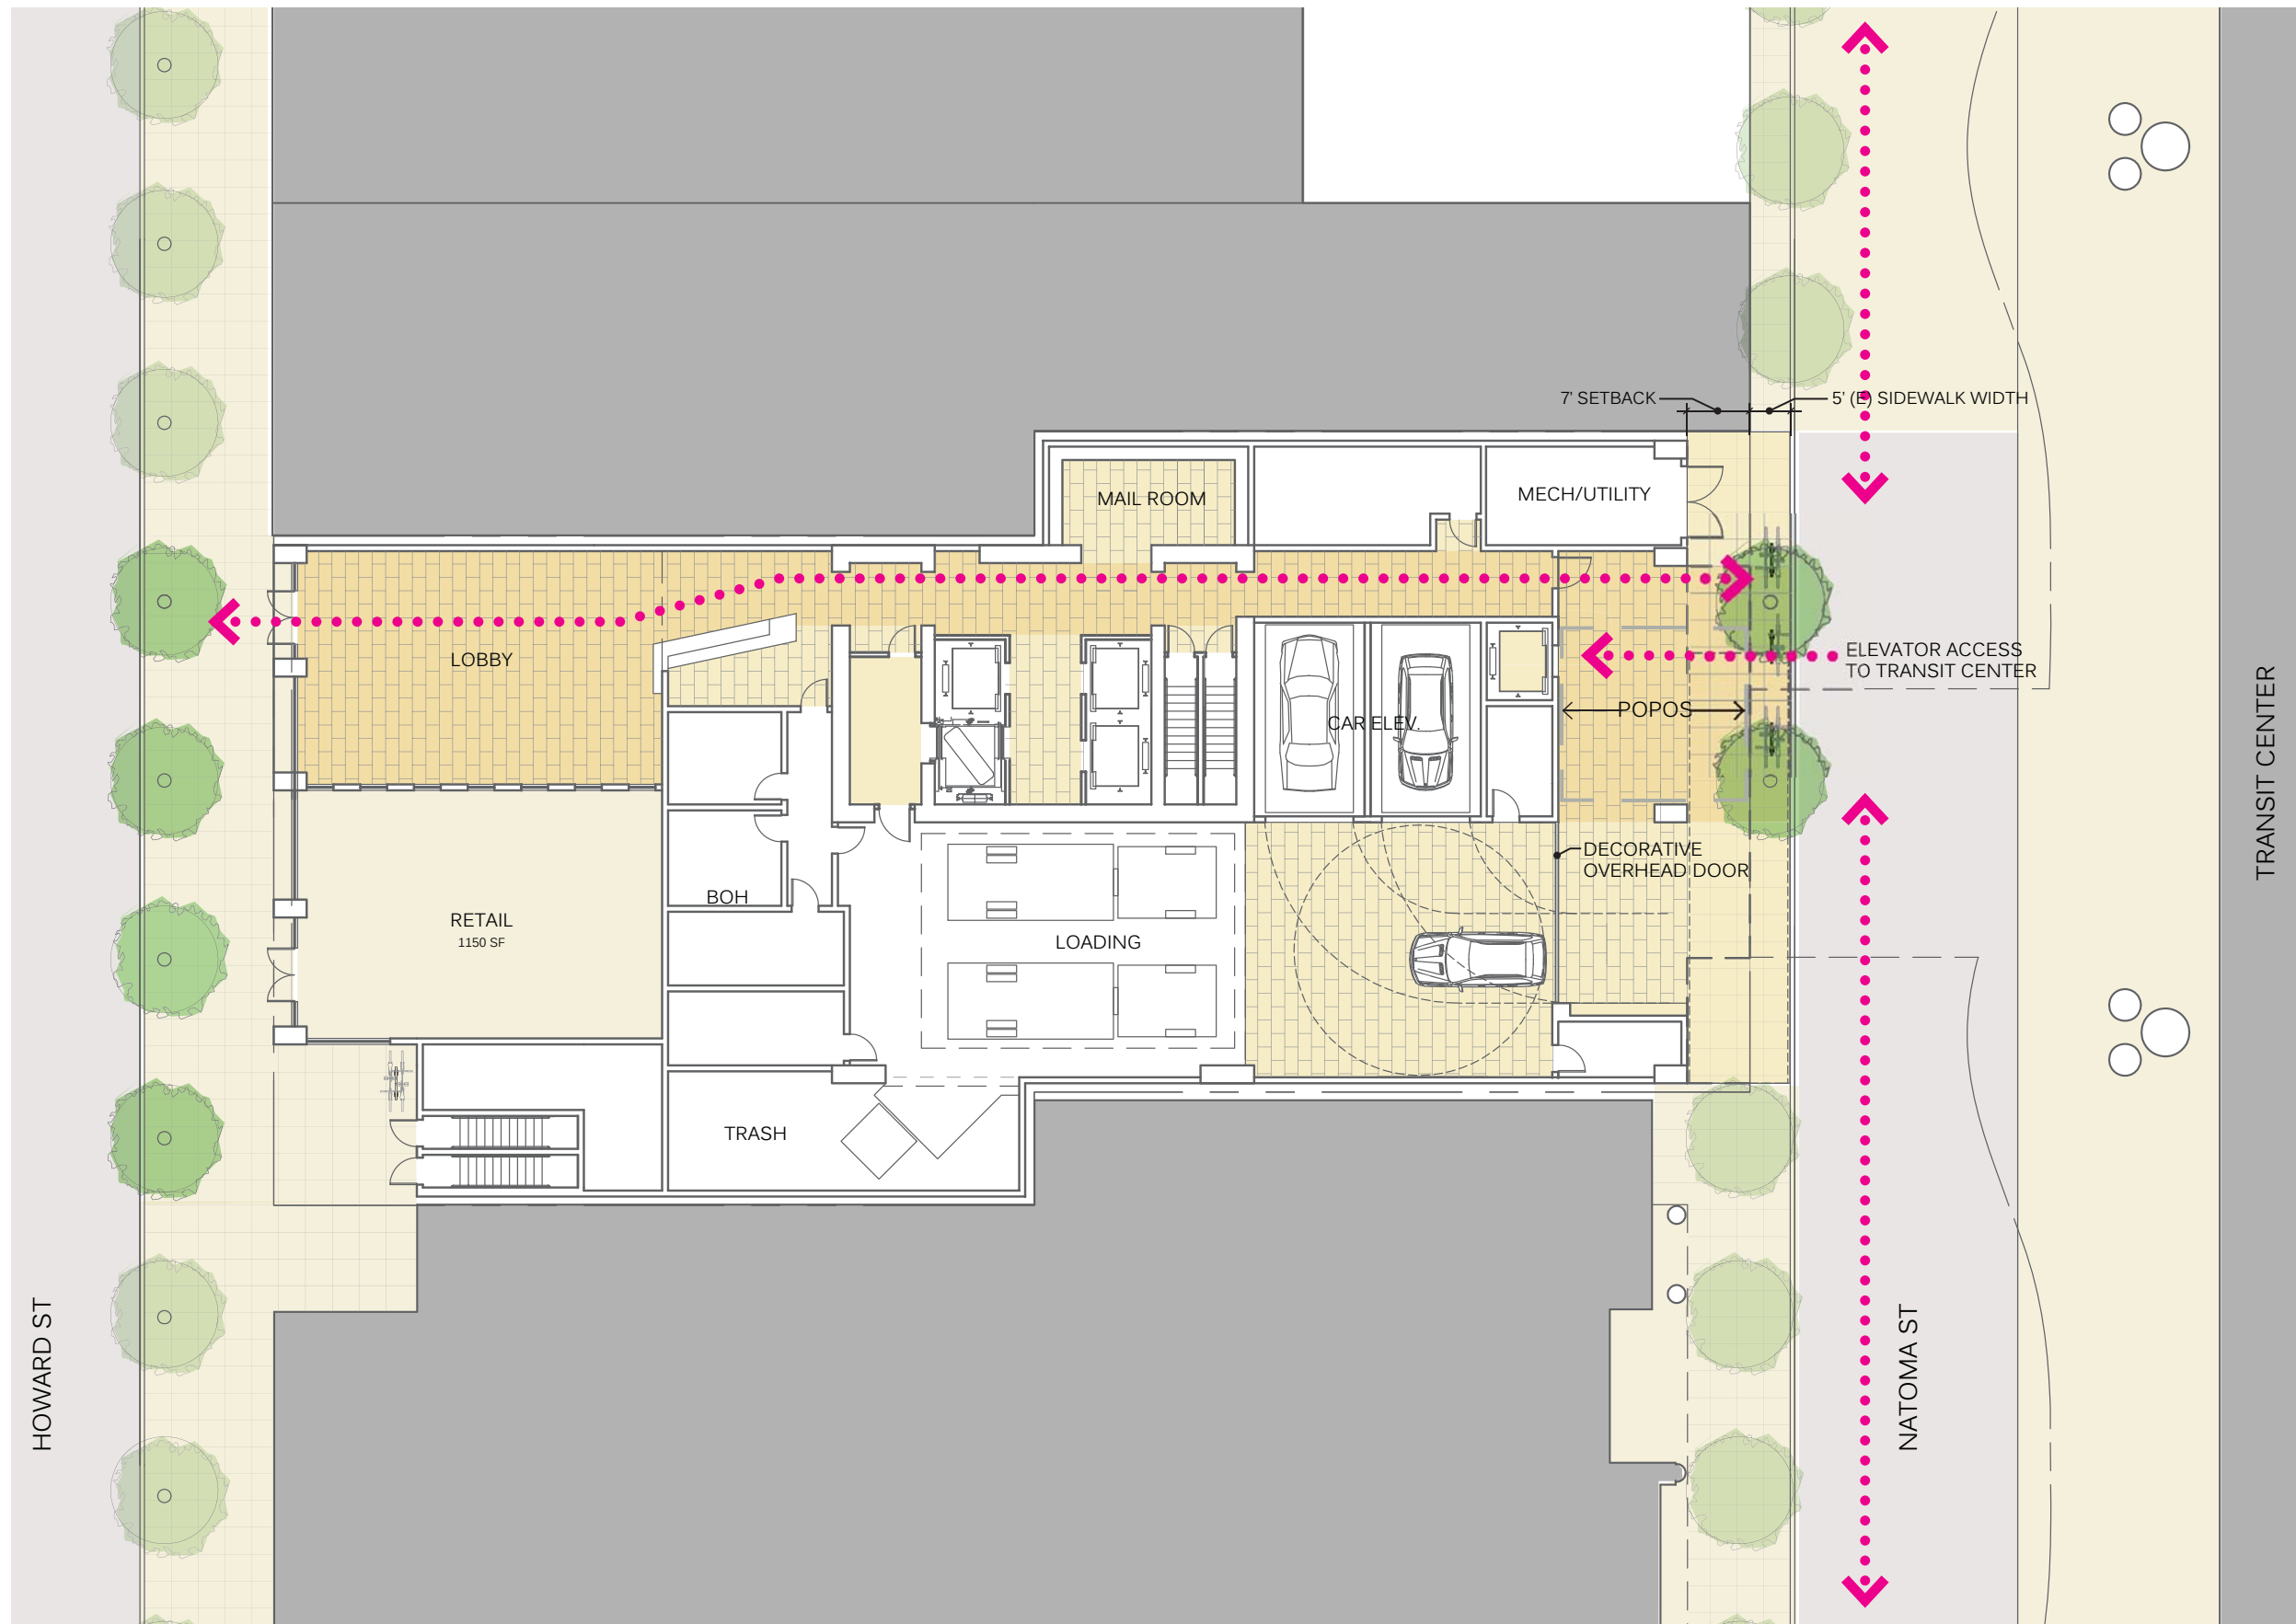 7' SETBACK
5' (E) SIDEWALK WIDTH
MAIL ROOM
MECH/UTILITY
LOBBY
ELEVATOR ACCESS
TO TRANSIT CENTER
POPOS
CAR ELEV.
TRANSIT CENTER
DECORATIVE
OVERHEAD DOOR
BOH
RETAIL
1150 SF
LOADING
TRASH
HOWARD ST
NATOMA ST